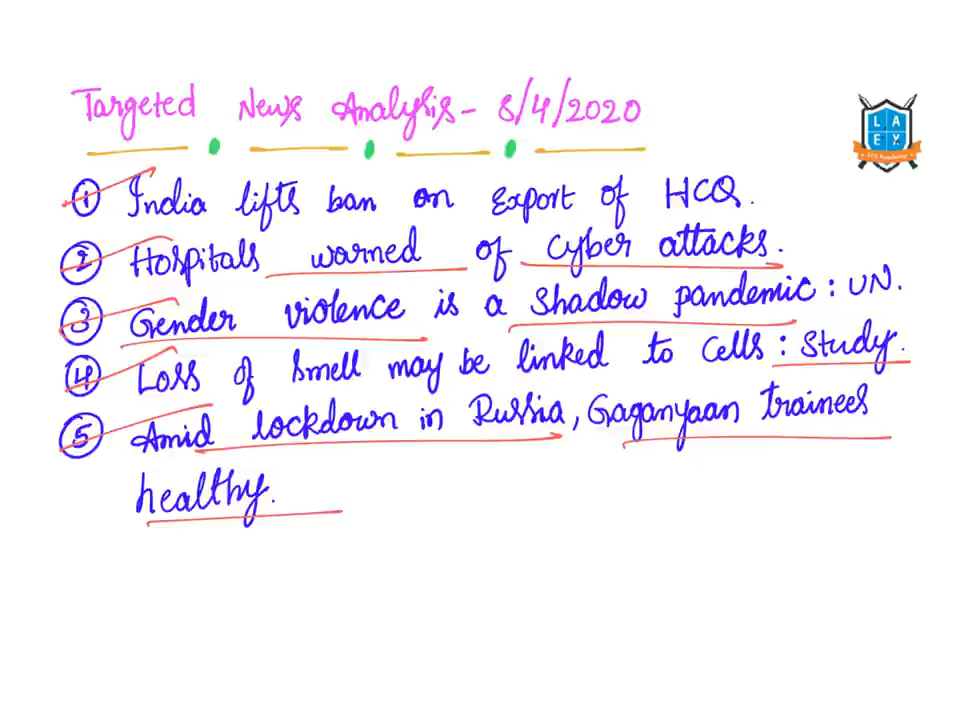 Targeted News Analysis - 8/4/2020
L A
E X
① India lifts ban on Export of HCQ.
② Hospitals warned of cyber attacks.
③ Gender violence is a shadow pandemic: UN.
④ Loss of smell may be linked to cells: Study.
⑤ Amid lockdown in Russia, Gaganyaan trainees
healthy.